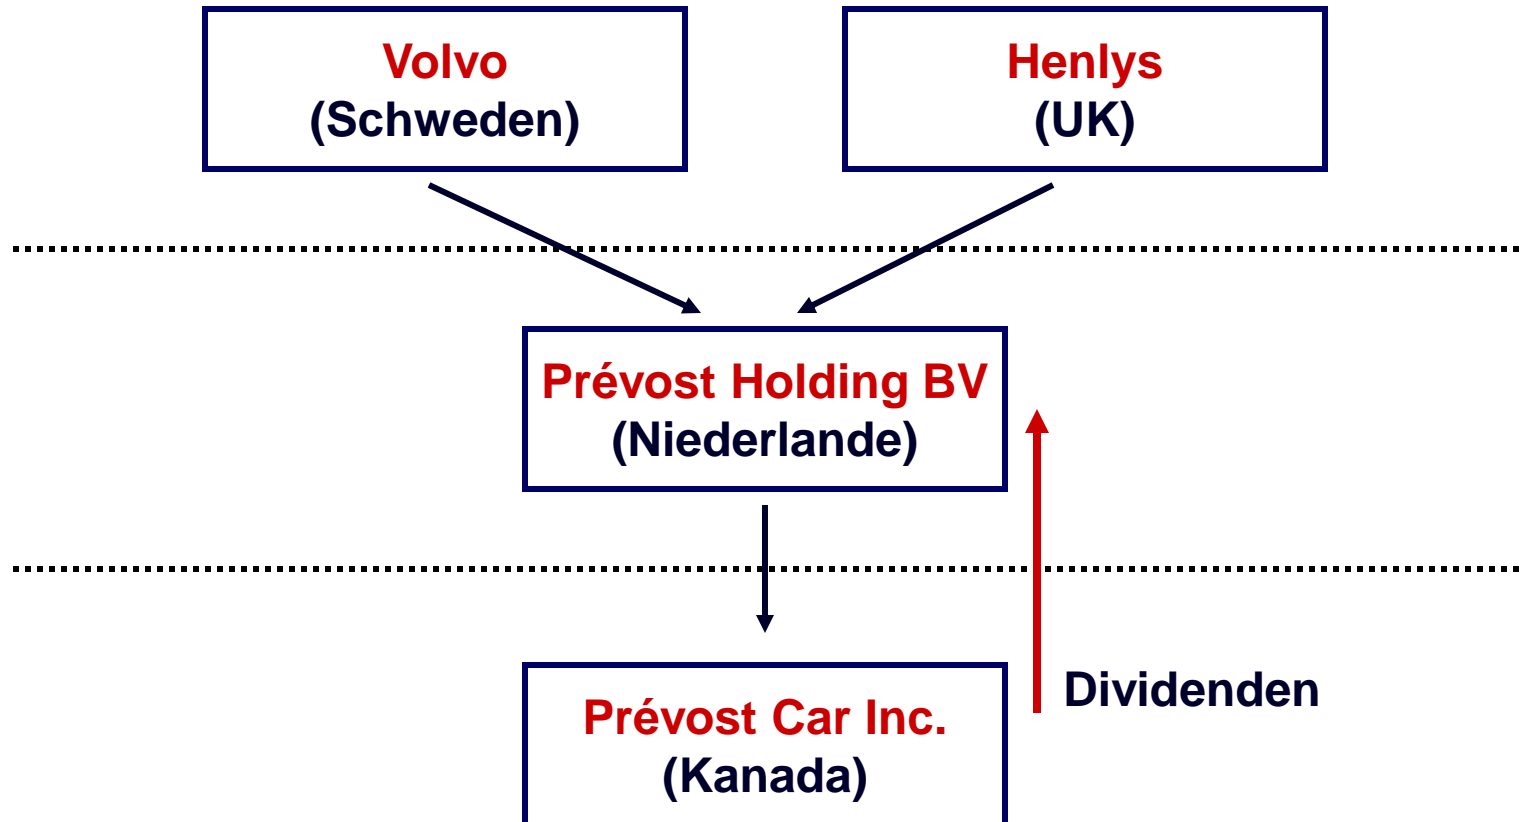 Volvo
(Schweden)
Henlys
(UK)
Prévost Holding BV
(Niederlande)
Dividenden
Prévost Car Inc.
(Kanada)